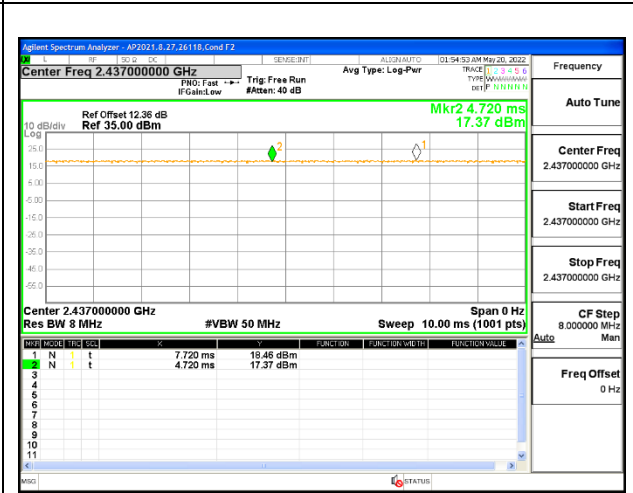 Agilent Spectrum Analyzer - AP2021.8.27,26118,Cond F2
L RF 50 Ω DC SENSE:INT ALIGNAUTO 01:54:53 AM May 20, 2022
Center Freq 2.437000000 GHz
PNO: Fast
IFGain:Low
Trig: Free Run
#Atten: 40 dB
Avg Type: Log-Pwr
TRACE 1 2 3 4 5 6
TYPE
DET P N N N N N
Ref Offset 12.36 dB
10 dB/div Ref 35.00 dBm
Log
Mkr2 4.720 ms
17.37 dBm
25.0
15.0
5.00
-5.00
-15.0
-25.0
-35.0
-45.0
-55.0
2
1
Center 2.437000000 GHz Span 0 Hz
Res BW 8 MHz #VBW 50 MHz Sweep 10.00 ms (1001 pts)
MKR MODE TRC SCL X Y FUNCTION FUNCTION WIDTH FUNCTION VALUE
1 N 1 t 7.720 ms 18.46 dBm
2 N 1 t 4.720 ms 17.37 dBm
3
4
5
6
7
8
9
10
11
MSG STATUS
Frequency
Auto Tune
Center Freq
2.437000000 GHz
Start Freq
2.437000000 GHz
Stop Freq
2.437000000 GHz
CF Step
8.000000 MHz
Auto Man
Freq Offset
0 Hz